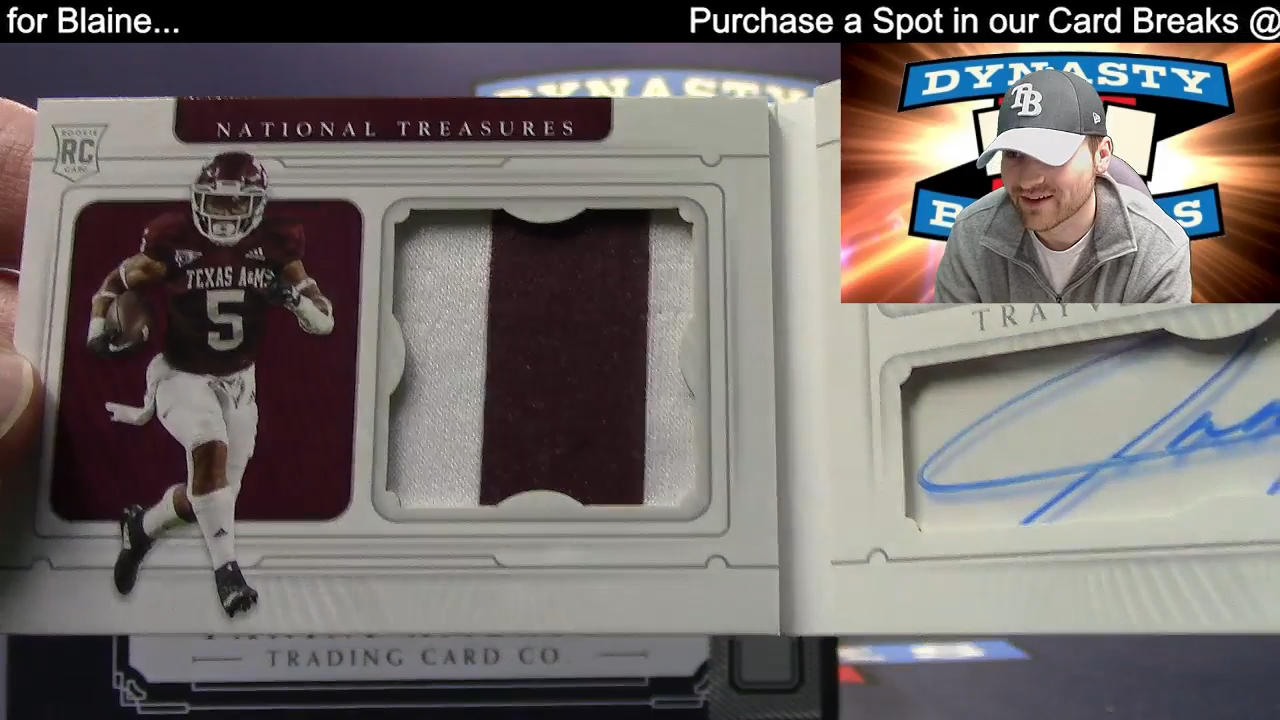 for Blaine...
Purchase a Spot in our Card Breaks @
NATIONAL TREASURES
ROOKIE
RC
CARD
TEXAS A&M
5
DYNASTY
TB
TRAYV
TRADING CARD CO